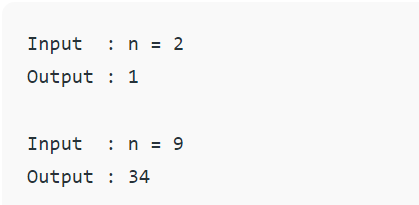 Input  : n = 2
Output : 1

Input  : n = 9
Output : 34